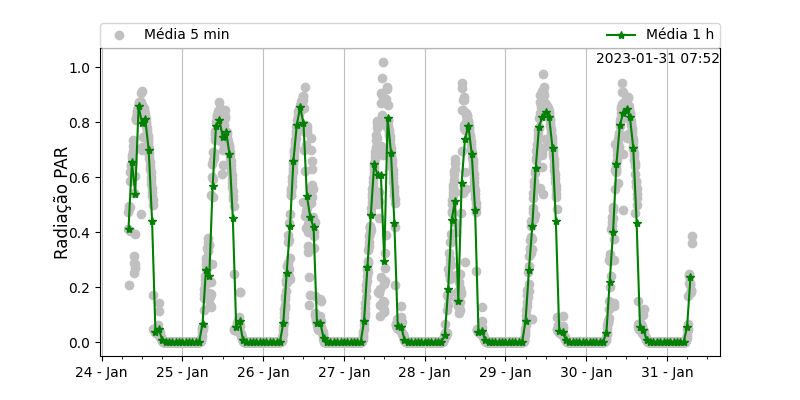 Média 5 min
Média 1 h
2023-01-31 07:52
Radiação PAR
1.0
0.8
0.6
0.4
0.2
0.0
24 - Jan
25 - Jan
26 - Jan
27 - Jan
28 - Jan
29 - Jan
30 - Jan
31 - Jan